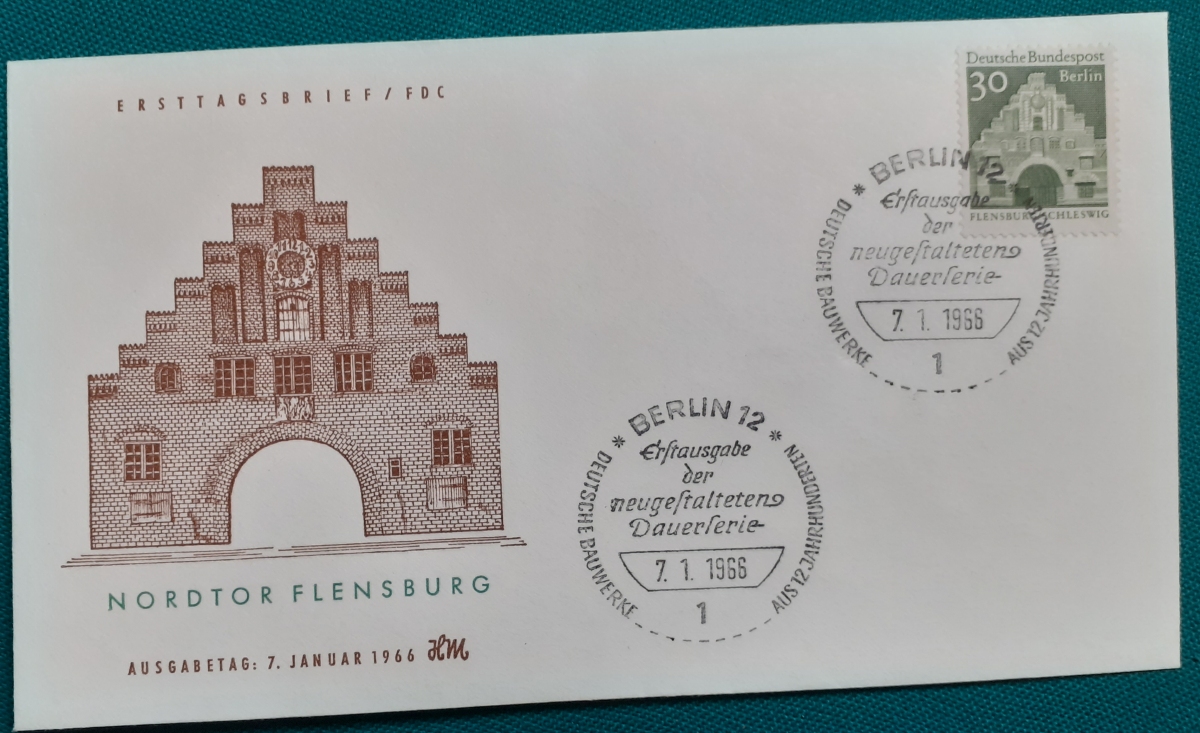 ERSTTAGSBRIEF/FDC
NORDTOR FLENSBURG
AUSGABETAG: 7. JANUAR 1966 HM
Deutsche Bundespost
30 Berlin
FLENSBURG/SCHLESWIG
* BERLIN 12 *
Erstausgabe
der
neugestalteten
Dauerserie
7. 1. 1966
1
DEUTSCHE BAUWERKE
AUS 12 JAHRHUNDERTEN
* BERLIN 12 *
Erstausgabe
der
neugestalteten
Dauerserie
7. 1. 1966
1
DEUTSCHE BAUWERKE
AUS 12 JAHRHUNDERTEN